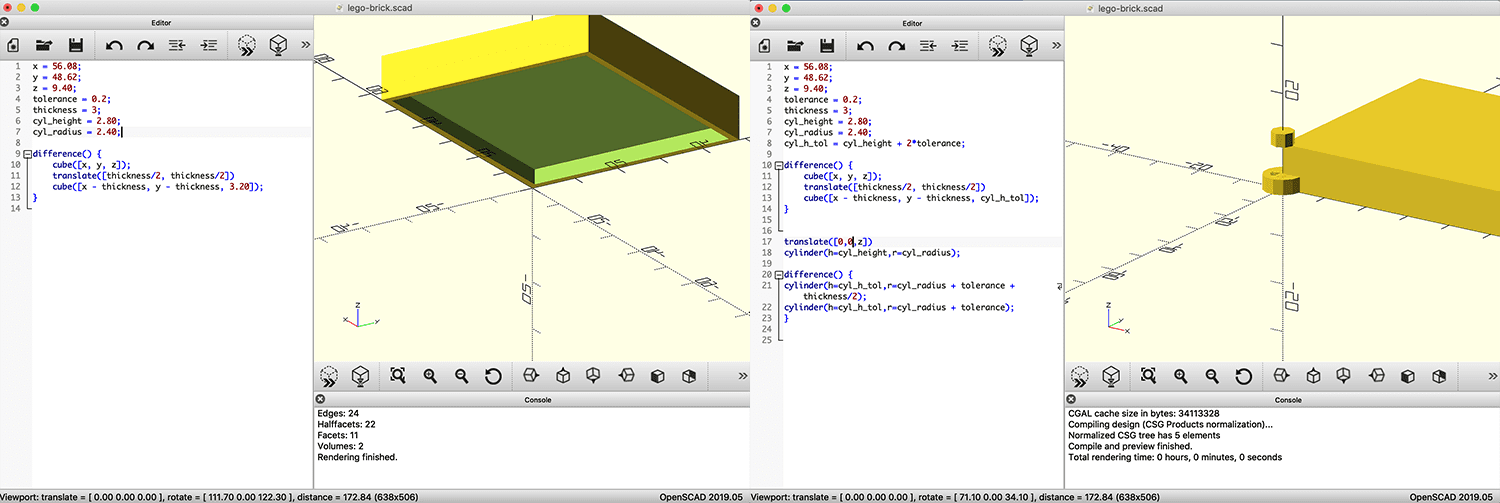 lego-brick.scad
Editor
1 x = 56.08;
2 y = 48.62;
3 z = 9.40;
4 tolerance = 0.2;
5 thickness = 3;
6 cyl_height = 2.80;
7 cyl_radius = 2.40;
8
9 difference() {
10 cube([x, y, z]);
11 translate([thickness/2, thickness/2])
12 cube([x - thickness, y - thickness, 3.20]);
13 }
14
z
x
y
Console
Edges: 24
Halffacets: 22
Facets: 11
Volumes: 2
Rendering finished.
Viewport: translate = [ 0.00 0.00 0.00 ], rotate = [ 111.70 0.00 122.30 ], distance = 172.84 (638x506)
OpenSCAD 2019.05
lego-brick.scad
Editor
1 x = 56.08;
2 y = 48.62;
3 z = 9.40;
4 tolerance = 0.2;
5 thickness = 3;
6 cyl_height = 2.80;
7 cyl_radius = 2.40;
8 cyl_h_tol = cyl_height + 2*tolerance;
9
10 difference() {
11 cube([x, y, z]);
12 translate([thickness/2, thickness/2])
13 cube([x - thickness, y - thickness, cyl_h_tol]);
14 }
15
16
17 translate([0,0,z])
18 cylinder(h=cyl_height,r=cyl_radius);
19
20 difference() {
21 cylinder(h=cyl_h_tol,r=cyl_radius + tolerance +
thickness/2);
22 cylinder(h=cyl_h_tol,r=cyl_radius + tolerance);
23 }
24
25
20
-20
z
y
x
Console
CGAL cache size in bytes: 34113328
Compiling design (CSG Products normalization)...
Normalized CSG tree has 5 elements
Compile and preview finished.
Total rendering time: 0 hours, 0 minutes, 0 seconds
Viewport: translate = [ 0.00 0.00 0.00 ], rotate = [ 71.10 0.00 34.10 ], distance = 172.84 (638x506)
OpenSCAD 2019.05